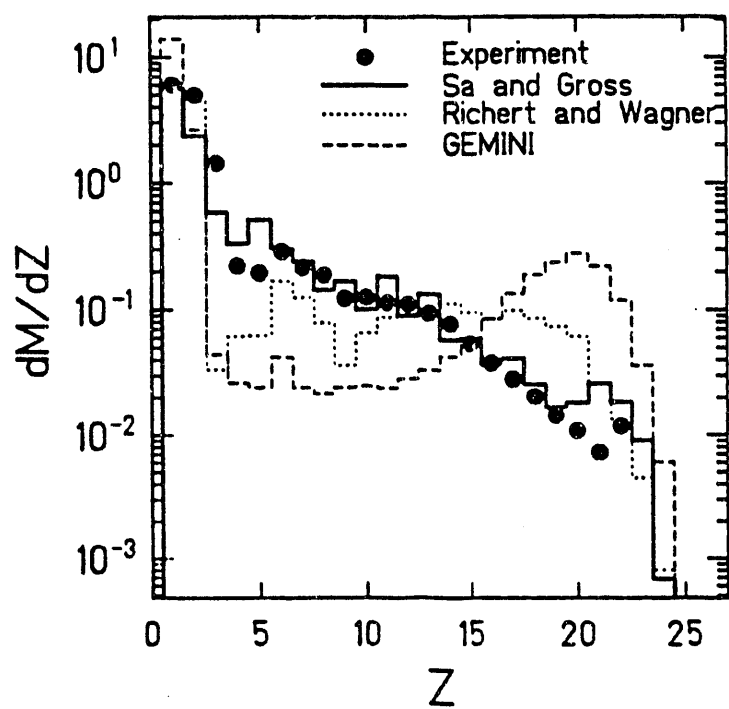 Experiment
Sa and Gross
Richert and Wagner
GEMINI
10¹
10⁰
10⁻¹
10⁻²
10⁻³
dM/dZ
0 5 10 15 20 25
Z